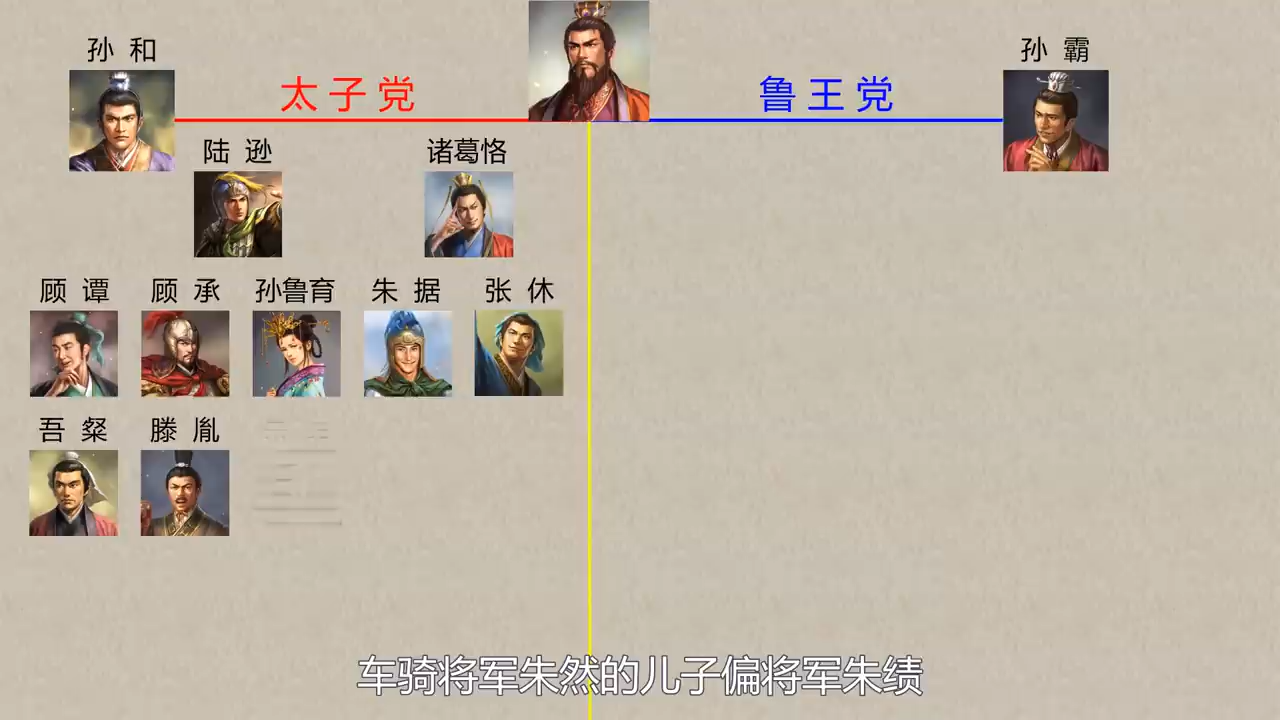 孙 和
孙 霸
太子党
鲁王党
陆 逊
诸葛恪
顾 谭
顾 承
孙鲁育
朱 据
张 休
吾 粲
滕 胤
车骑将军朱然的儿子偏将军朱绩